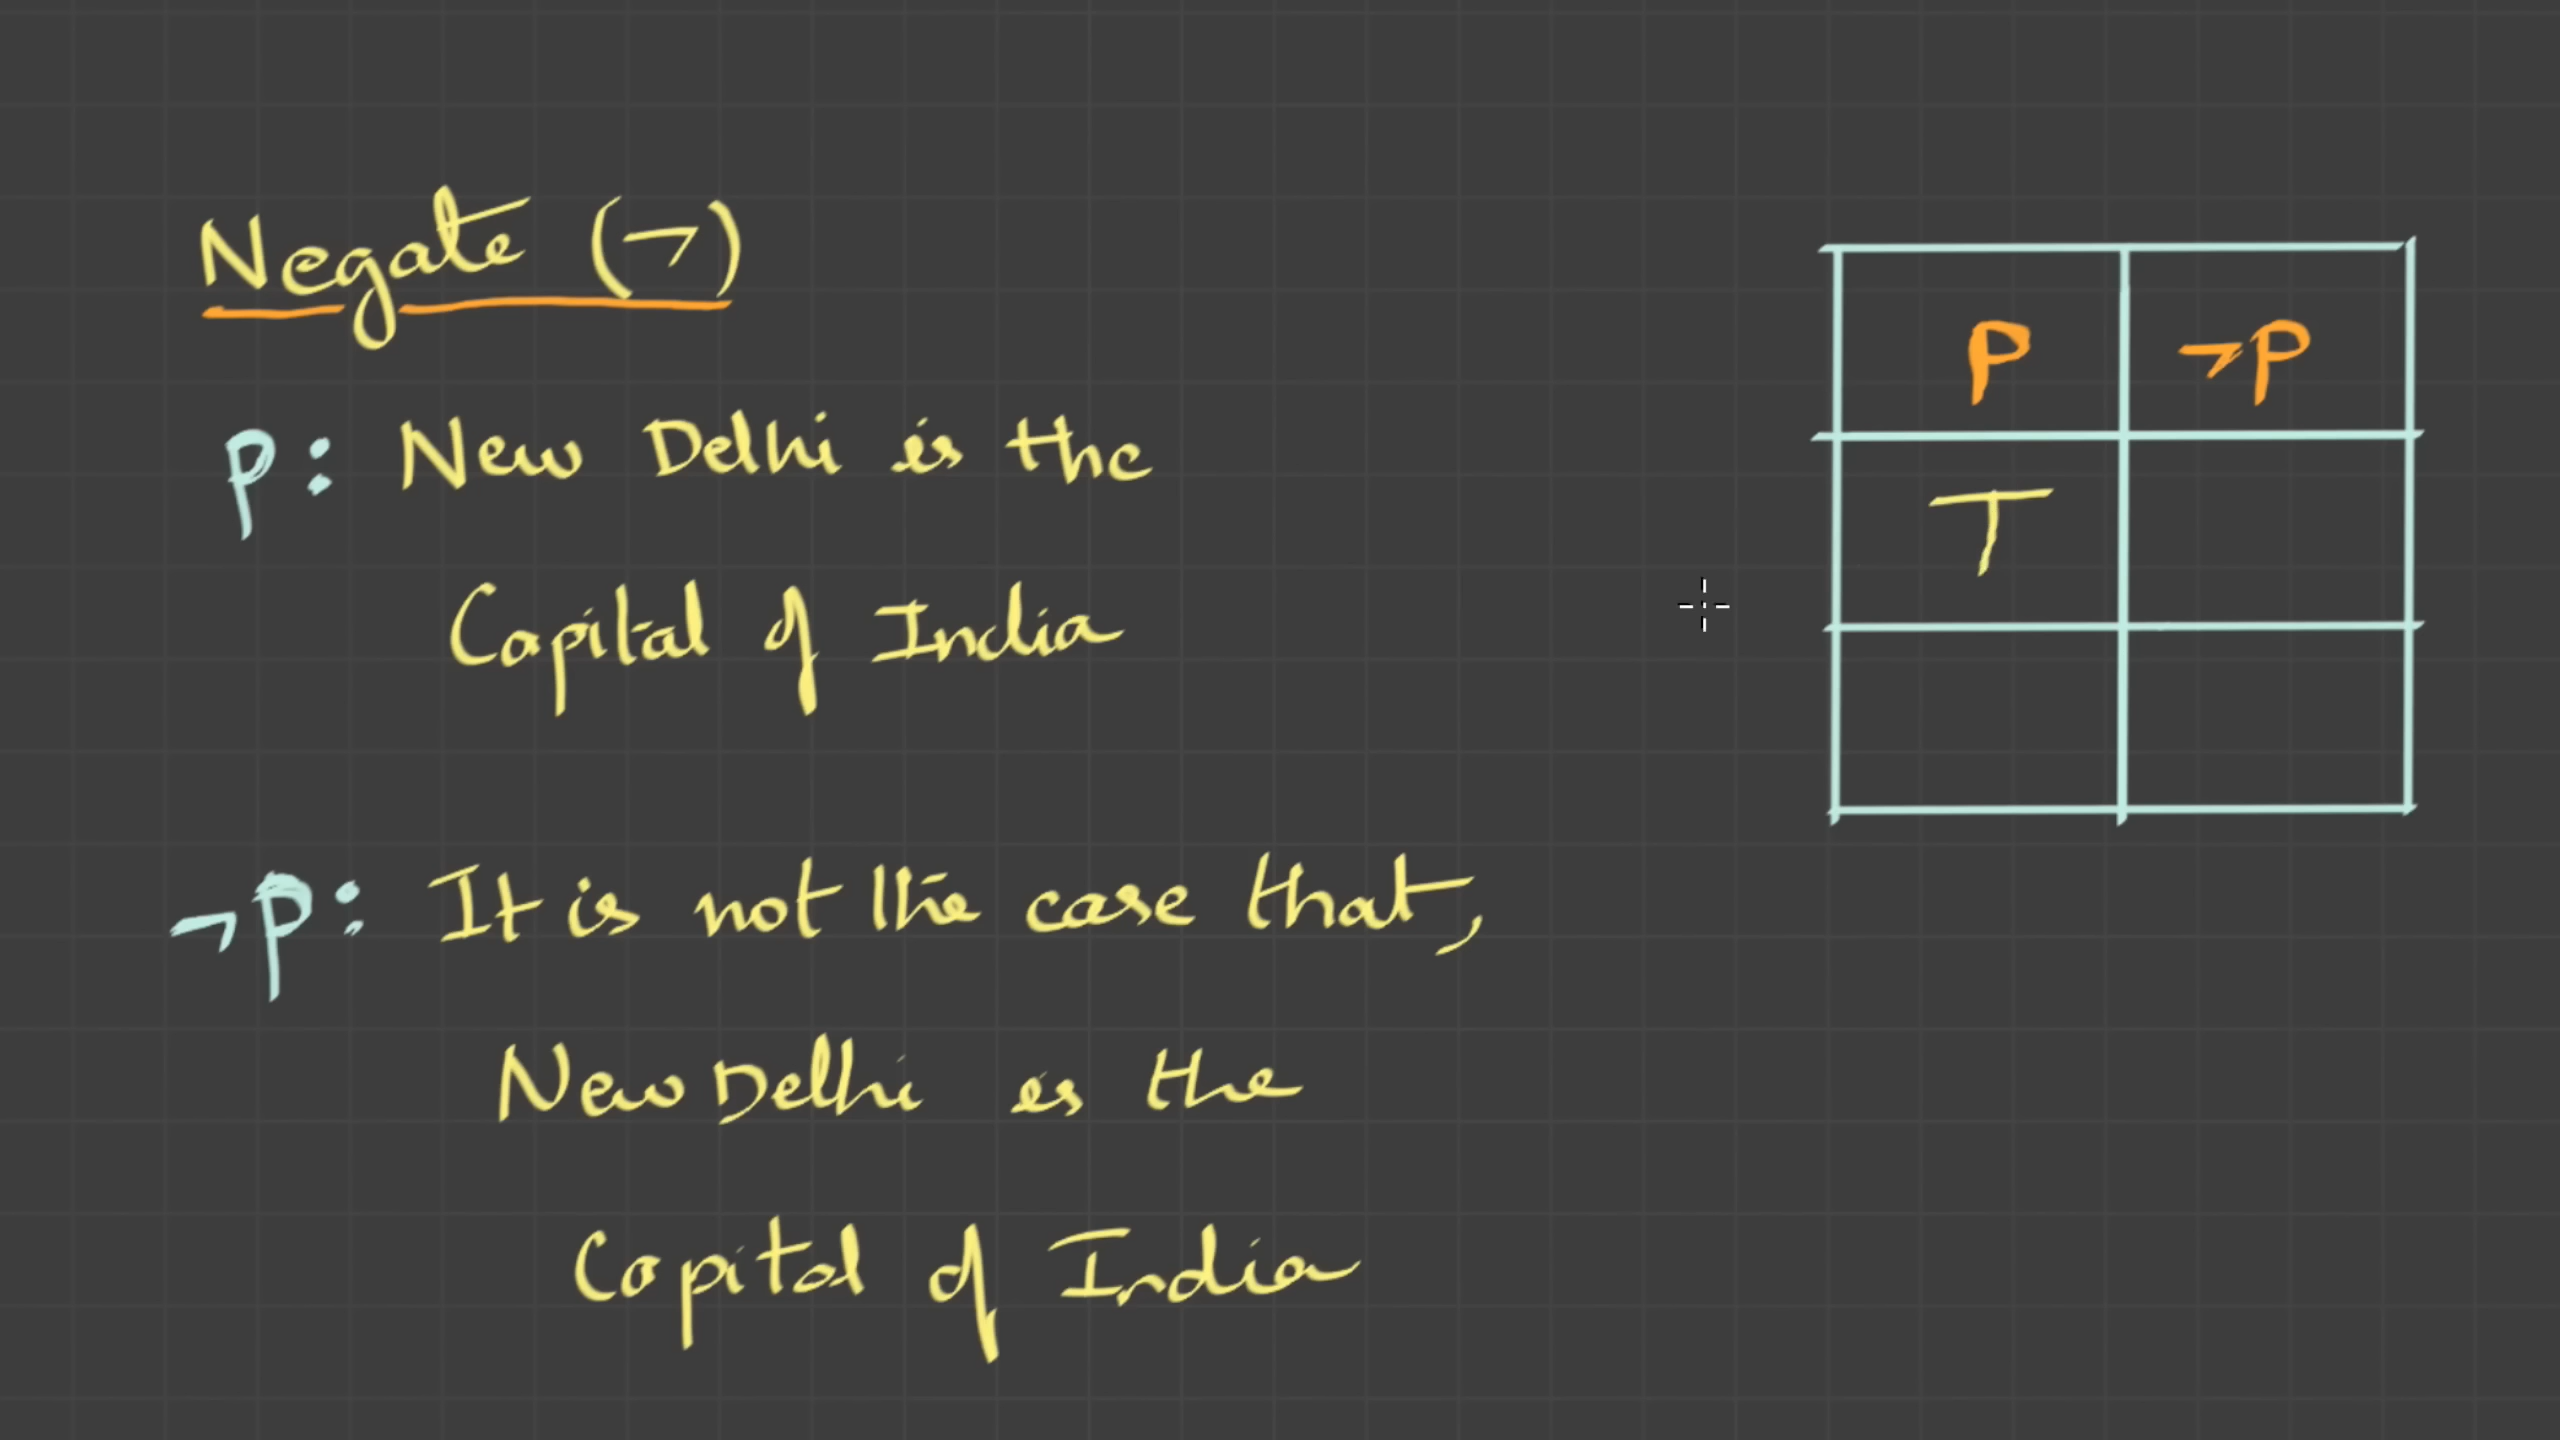 Negate (¬)
p: New Delhi is the
Capital of India
¬p: It is not the case that,
New Delhi is the
Capital of India
P ¬P
T